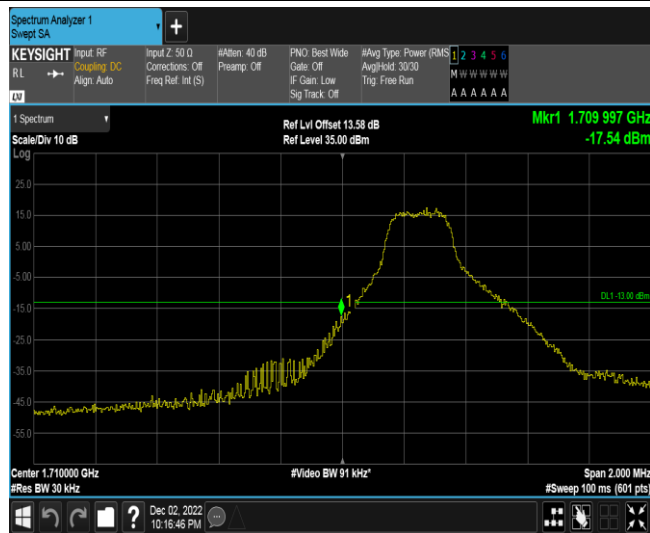 Spectrum Analyzer 1
Swept SA
+
KEYSIGHT
RL
LXI
Input: RF
Coupling: DC
Align: Auto
Input Z: 50 Ω
Corrections: Off
Freq Ref: Int (S)
#Atten: 40 dB
Preamp: Off
PNO: Best Wide
Gate: Off
IF Gain: Low
Sig Track: Off
#Avg Type: Power (RMS
Avg|Hold: 30/30
Trig: Free Run
1 2 3 4 5 6
M W W W W W
A A A A A A
1 Spectrum
Scale/Div 10 dB
Ref Lvl Offset 13.58 dB
Ref Level 35.00 dBm
Mkr1 1.709 997 GHz
-17.54 dBm
Log
25.0
15.0
5.00
-5.00
1
DL1 -13.00 dBm
-15.0
-25.0
-35.0
-45.0
-55.0
Center 1.710000 GHz
#Video BW 91 kHz*
Span 2.000 MHz
#Res BW 30 kHz
#Sweep 100 ms (601 pts)
?
Dec 02, 2022
10:16:46 PM